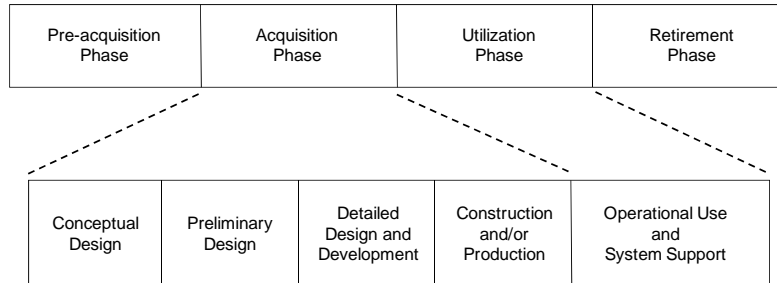 Pre-acquisition
Phase
Acquisition
Phase
Utilization
Phase
Retirement
Phase
Conceptual
Design
Preliminary
Design
Detailed
Design and
Development
Construction
and/or
Production
Operational Use
and
System Support